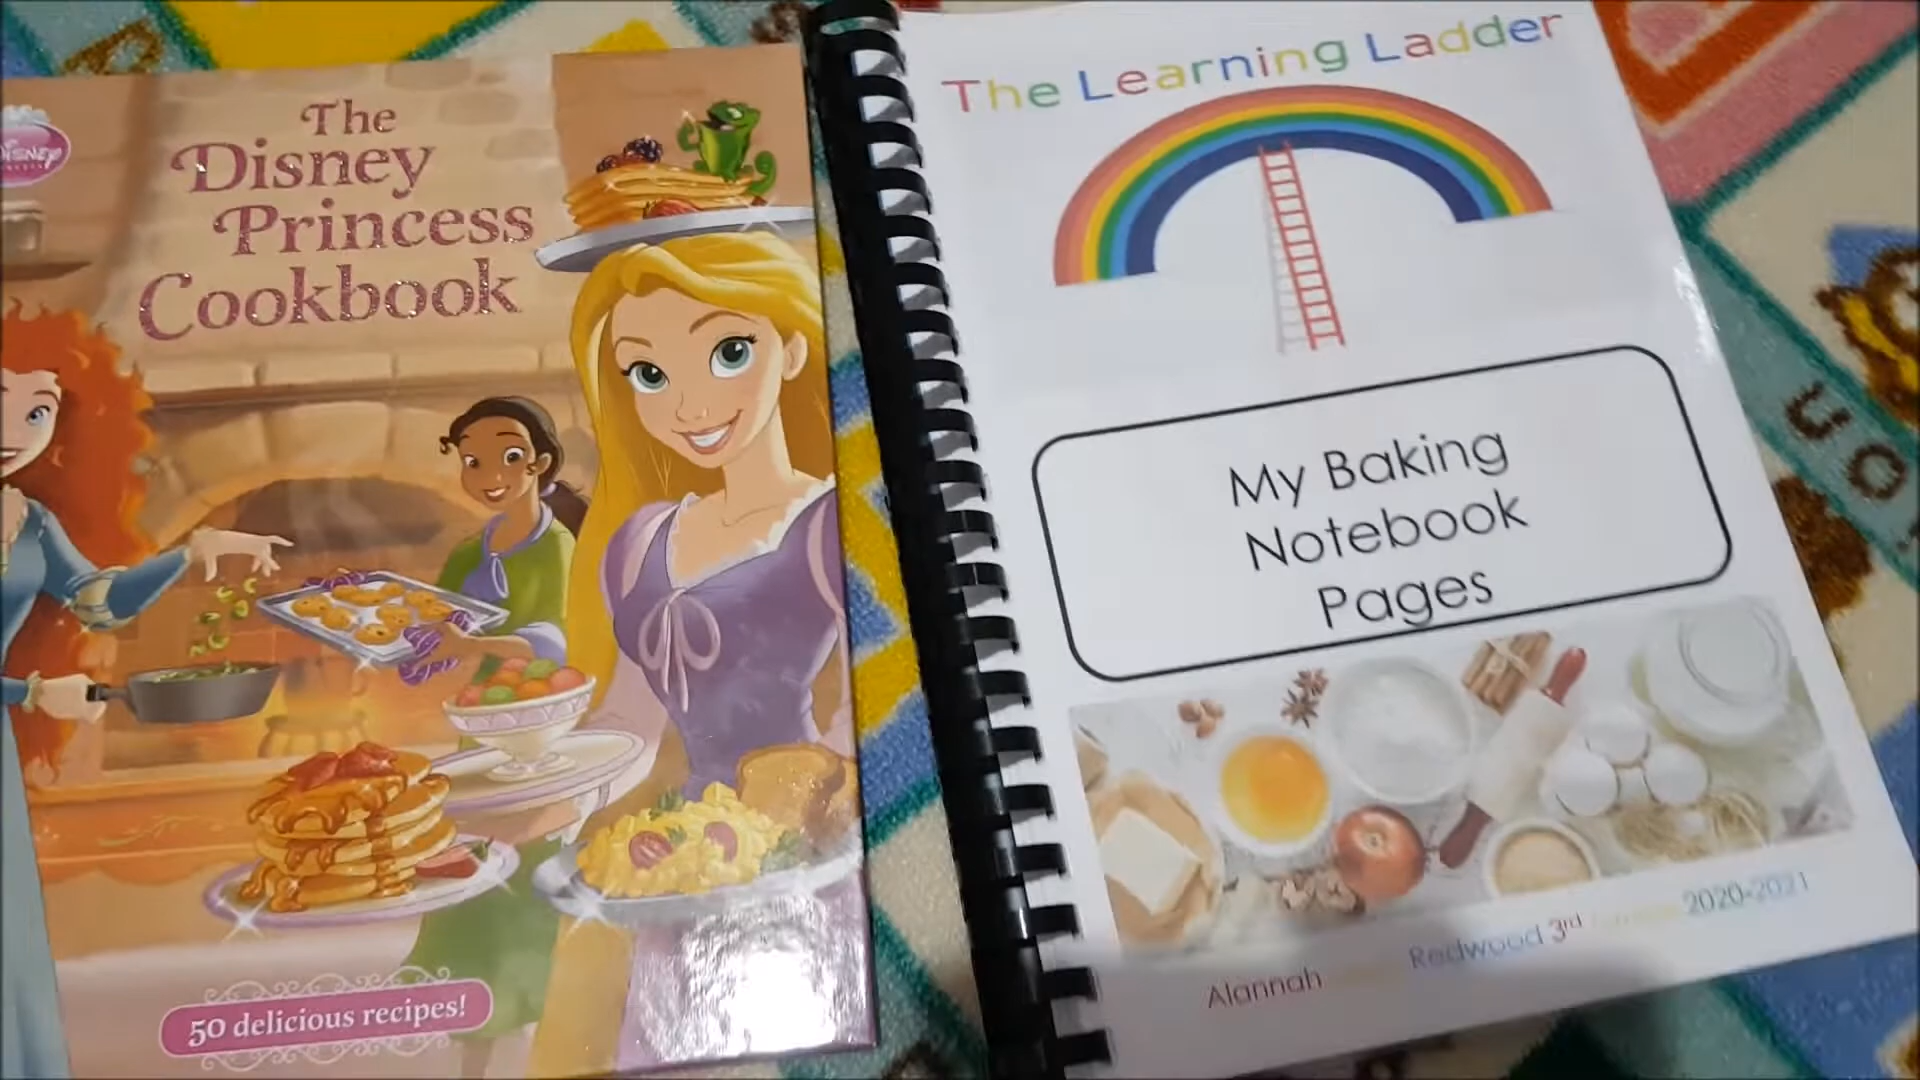 The
Disney
Princess
Cookbook
DISNEY
50 delicious recipes!
The Learning Ladder
My Baking
Notebook
Pages
Alannah Redwood 3rd 2020-2021